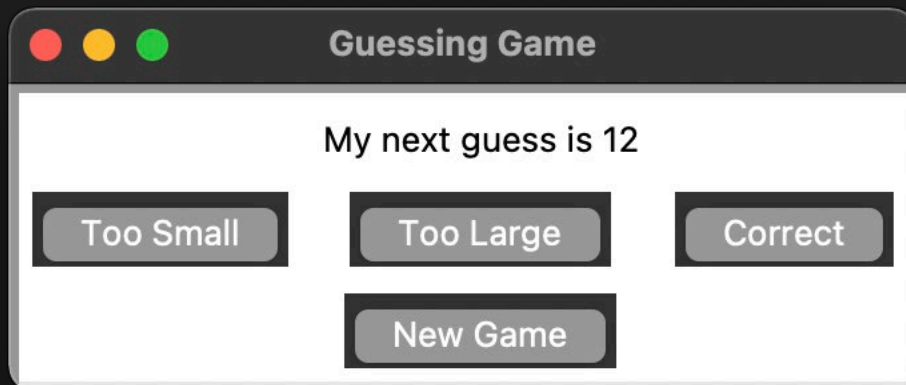 Guessing Game
My next guess is 12
Too Small Too Large Correct
New Game